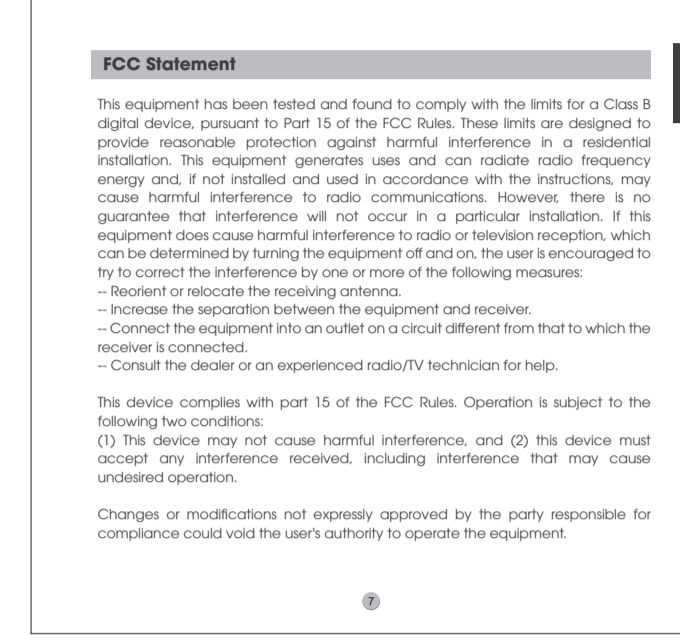 FCC Statement
This equipment has been tested and found to comply with the limits for a Class B
digital device, pursuant to Part 15 of the FCC Rules. These limits are designed to
provide reasonable protection against harmful interference in a residential
installation. This equipment generates uses and can radiate radio frequency
energy and, if not installed and used in accordance with the instructions, may
cause harmful interference to radio communications. However, there is no
guarantee that interference will not occur in a particular installation. If this
equipment does cause harmful interference to radio or television reception, which
can be determined by turning the equipment off and on, the user is encouraged to
try to correct the interference by one or more of the following measures:
-- Reorient or relocate the receiving antenna.
-- Increase the separation between the equipment and receiver.
-- Connect the equipment into an outlet on a circuit different from that to which the
receiver is connected.
-- Consult the dealer or an experienced radio/TV technician for help.
This device complies with part 15 of the FCC Rules. Operation is subject to the
following two conditions:
(1) This device may not cause harmful interference, and (2) this device must
accept any interference received, including interference that may cause
undesired operation.
Changes or modifications not expressly approved by the party responsible for
compliance could void the user's authority to operate the equipment.
7